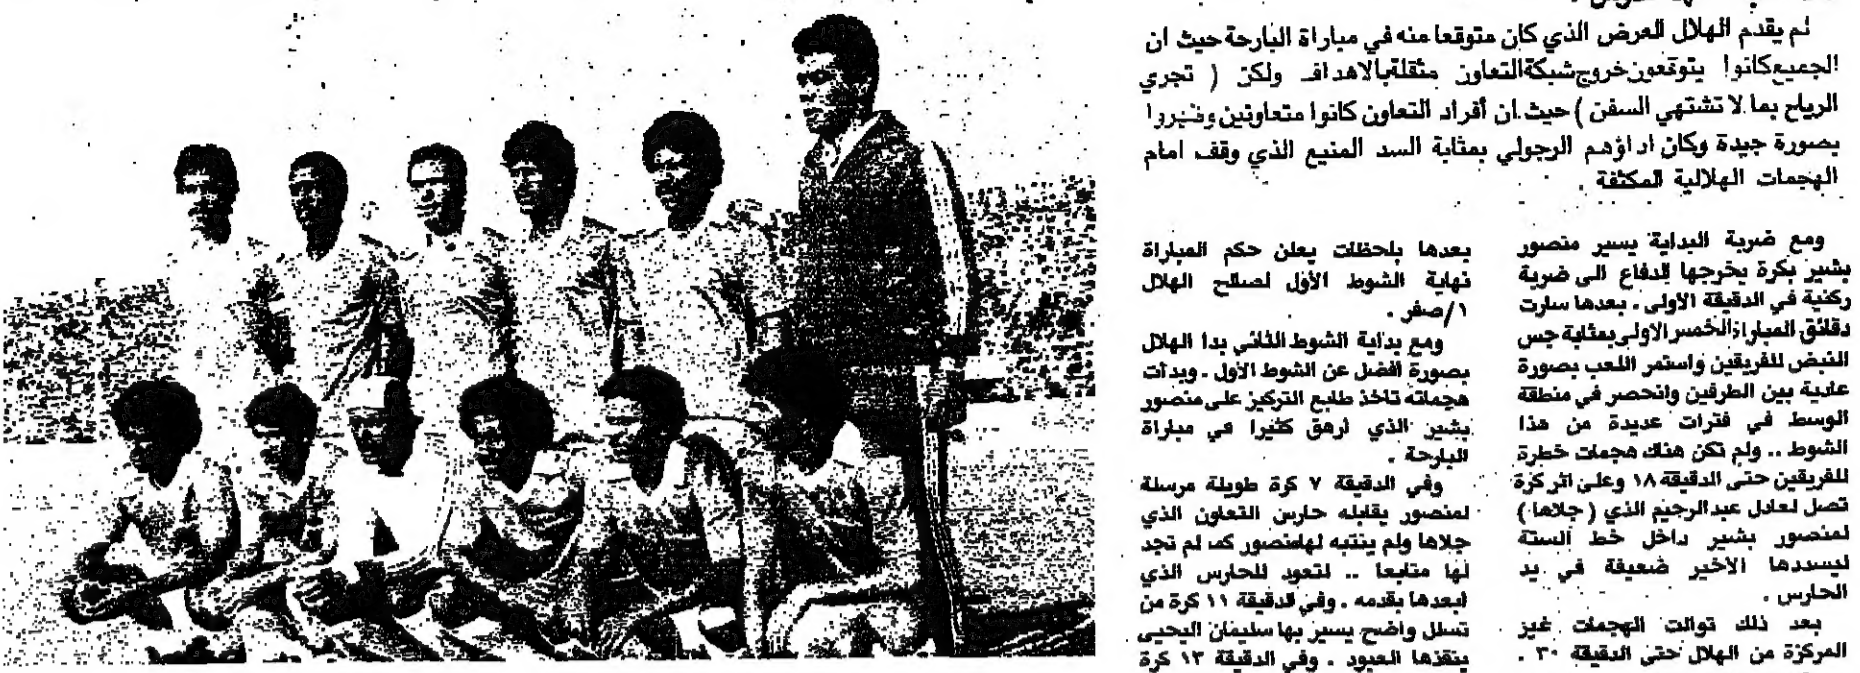 لم يقدم الهلال العرض الذي كان متوقعا منه في مباراة البارحة حيث ان
الجميع كانوا يتوقعون خروج شبكة التعاون مثقلة بالاهداف ولكن ( تجري
الرياح بما لا تشتهي السفن ) حيث ان أفراد التعاون كانوا متعاونين
بصورة جيدة وكان اداؤهم الرجولي بمثابة السد المنيع الذي وقف امام
الهجمات الهلالية المكثفة .
ومع ضربة البداية يسير منصور
بشير بكرة يخرجها الدفاع الى ضربة
ركنية في الدقيقة الاولى . بعدها سارت
دقائق المباراة الخمس الاولى بمثابة جس
النبض للفريقين واستمر اللعب بصورة
عادية بين الطرفين وانحصر في منطقة
الوسط في فترات عديدة من هذا
الشوط .. ولم تكن هناك هجمات خطرة
للفريقين حتى الدقيقة ١٨ وعلى اثر كرة
تصل لعادل عبدالرحيم الذي ( جلاها )
لمنصور بشير داخل خط الستة
ليسددها الأخير ضعيفة في يد
الحارس .
بعد ذلك توالت الهجمات غير
المركزة من الهلال حتى الدقيقة ٣٠ .
بعدها بلحظات يعلن حكم المباراة
نهاية الشوط الأول لصالح الهلال
١/صفر .
ومع بداية الشوط الثاني بدا الهلال
بصورة أفضل عن الشوط الأول . وبدأت
هجماته تاخذ طابع التركيز على منصور
بشير الذي أرهق كثيرا في مباراة
البارحة .
وفي الدقيقة ٧ كرة طويلة مرسلة
لمنصور يقابله حارس التعاون الذي
جلاها ولم ينتبه لها منصور كما لم تجد
لها متابعا .. لتعود للحارس الذي
أبعدها بقدمه . وفي الدقيقة ١١ كرة من
تسلل واضح يسير بها سليمان اليحيى
ينقذها العبود . وفي الدقيقة ١٣ كرة